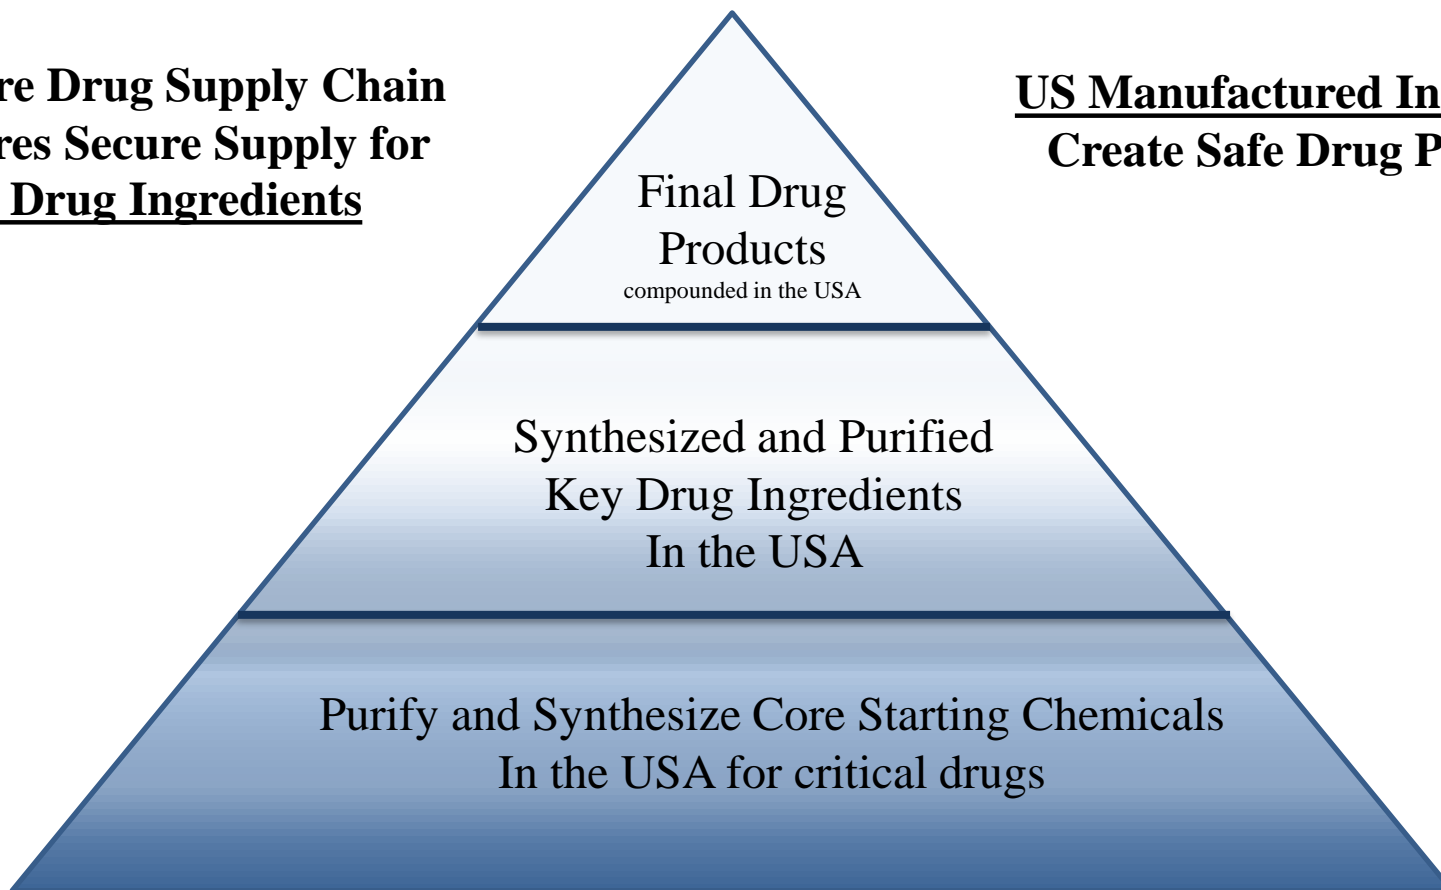 re Drug Supply Chain
res Secure Supply for
Drug Ingredients
US Manufactured In
Create Safe Drug P
Final Drug
Products
compounded in the USA
Synthesized and Purified
Key Drug Ingredients
In the USA
Purify and Synthesize Core Starting Chemicals
In the USA for critical drugs